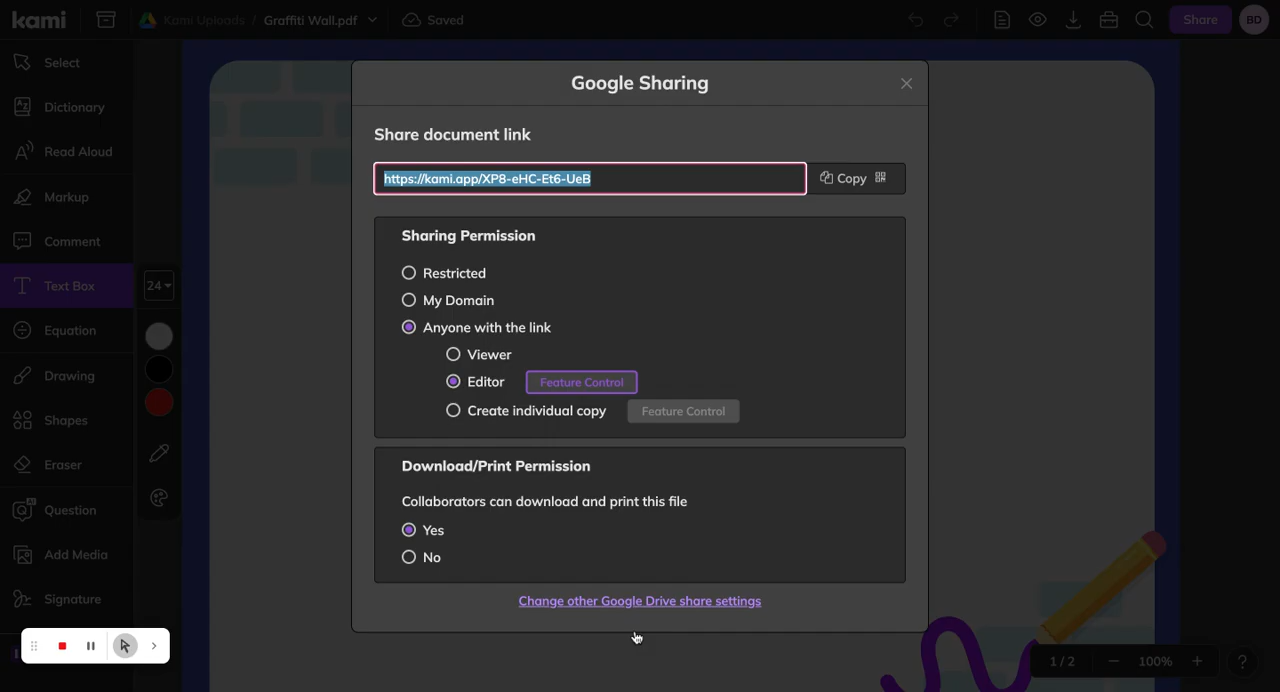 kami
Kami Uploads / Graffiti Wall.pdf
Saved
Share
BD
Select
Dictionary
Read Aloud
Markup
Comment
Text Box
Equation
Drawing
Shapes
Eraser
Question
Add Media
Signature
24
Google Sharing
Share document link
https://kami.app/XP8-eHC-Et6-UeB
Copy
Sharing Permission
Restricted
My Domain
Anyone with the link
Viewer
Editor Feature Control
Create individual copy Feature Control
Download/Print Permission
Collaborators can download and print this file
Yes
No
Change other Google Drive share settings
1 / 2
100%
?